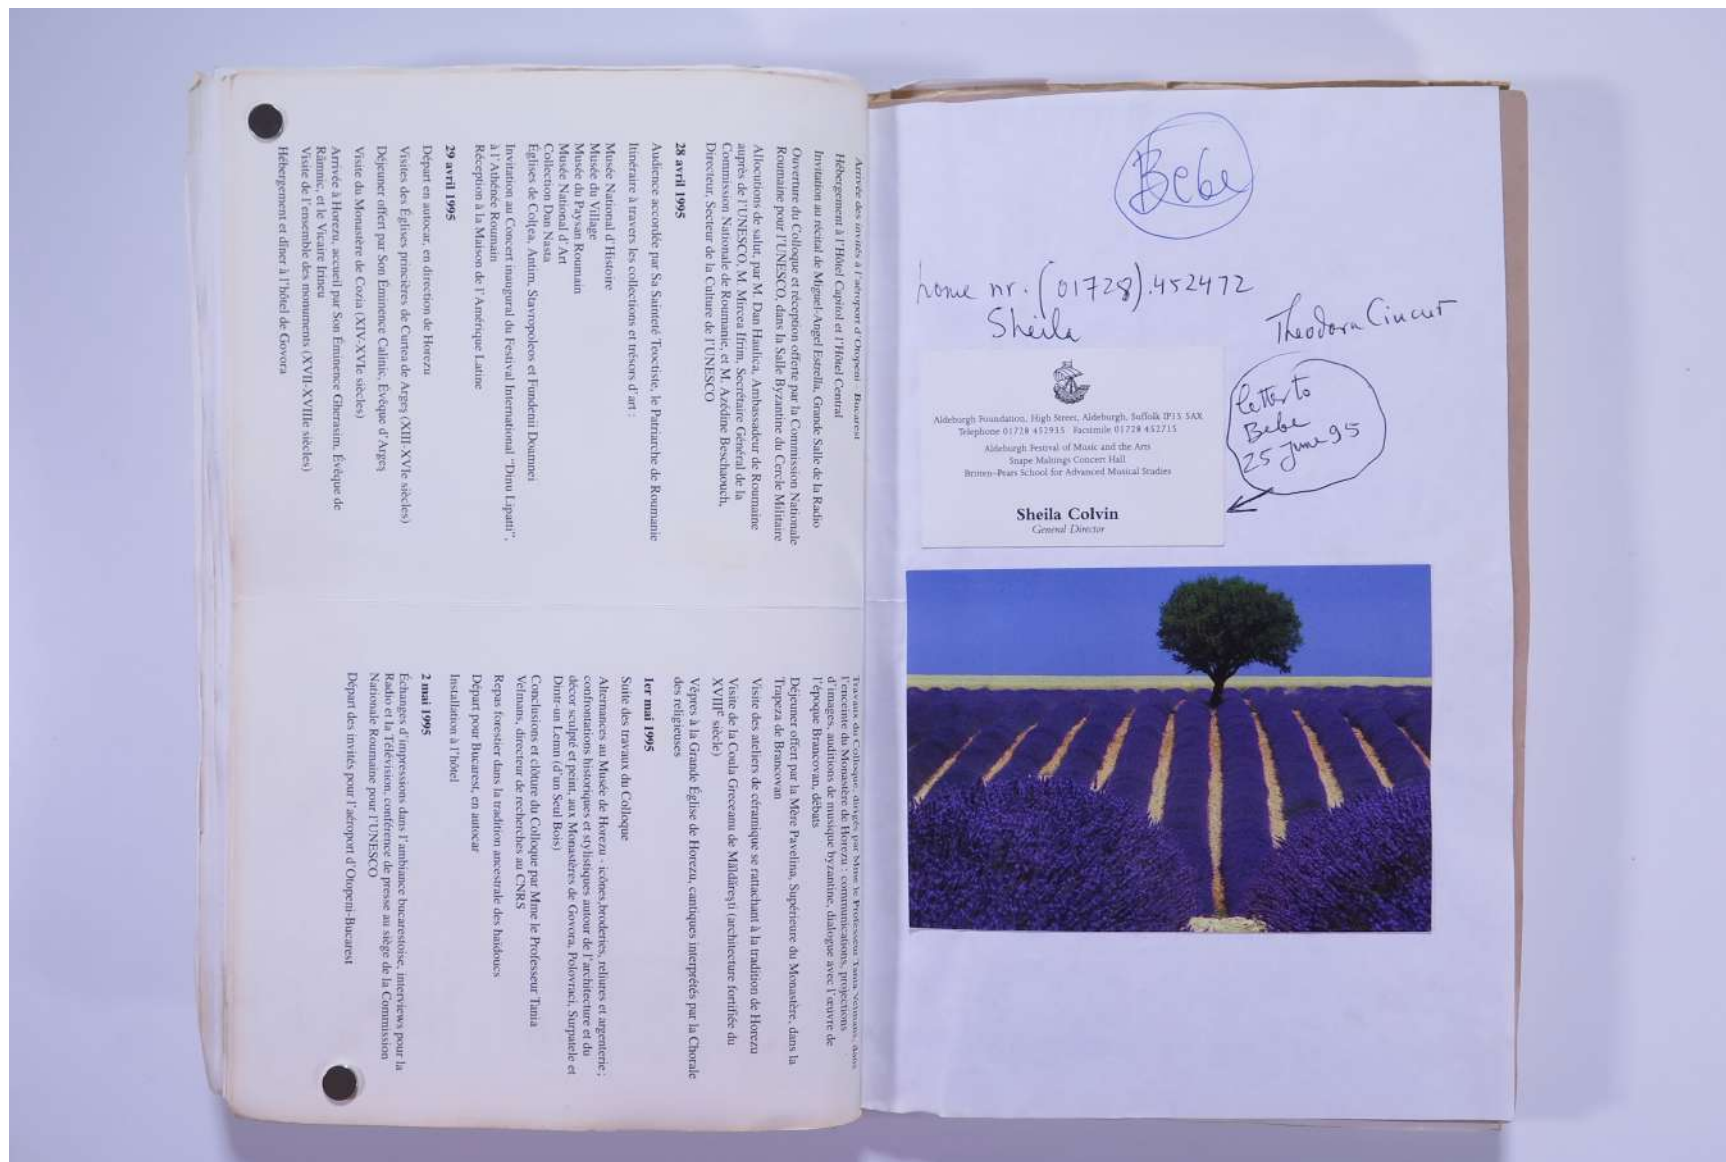 Arrivée des invités à l'aéroport d'Otopeni - Bucarest
Hébergement à l'Hôtel Capitol et l'Hôtel Central
Invitation au récital de Miguel-Angel Estrella, Grande Salle de la Radio
Ouverture du Colloque et réception offerte par la Commission Nationale
Roumaine pour l'UNESCO, dans la Salle Byzantine du Cercle Militaire
Allocutions de salut, par M. Dan Haulica, Ambassadeur de Roumaine
auprès de l'UNESCO, M. Mircea Ifrim, Secrétaire Général de la
Commission Nationale de Roumanie, et M. Azédine Beschaouch,
Directeur, Secteur de la Culture de l'UNESCO
28 avril 1995
Audience accordée par Sa Sainteté Teoctiste, le Patriarche de Roumanie
Itinéraire à travers les collections et trésors d'art :
Musée National d'Histoire
Musée du Village
Musée du Paysan Roumain
Musée National d'Art
Collection Dan Nasta
Églises de Colţea, Antim, Stavropoleos et Fundenii Doamnei
Invitation au Concert inaugural du Festival International "Dinu Lipatti",
à l'Athénée Roumain
Réception à la Maison de l'Amérique Latine
29 avril 1995
Départ en autocar, en direction de Horezu
Visites des Églises princières de Curtea de Argeş (XIII-XVIe siècles)
Déjeuner offert par Son Éminence Calinic, Évêque d'Argeş
Visite du Monastère de Cozia (XIV-XVIe siècles)
Arrivée à Horezu, accueil par Son Éminence Gherasim, Évêque de
Râmnic, et le Vicaire Irineu
Visite de l'ensemble des monuments (XVII-XVIIIe siècles)
Hébergement et dîner à l'hôtel de Govora
Travaux du Colloque, dirigés par Mme le Professeur Tania Velmans, dans
l'enceinte du Monastère de Horezu : communications, projections
d'images, auditions de musique byzantine, dialogue avec l'œuvre de
l'époque Brancovan, débats
Déjeuner offert par la Mère Pavelina, Supérieure du Monastère, dans la
Trapeza de Brancovan
Visite des ateliers de céramique se rattachant à la tradition de Horezu
Visite de la Coula Greceanu de Măldăreşti (architecture fortifiée du
XVIIIe siècle)
Vêpres à la Grande Église de Horezu, cantiques interprétés par la Chorale
des religieuses
1er mai 1995
Suite des travaux du Colloque
Alternances au Musée de Horezu - icônes,broderies, reliures et argenterie ;
confrontations historiques et stylistiques autour de l'architecture et du
décor sculpté et peint, aux Monastères de Govora, Polovraci, Surpatele et
Dintr-un Lemn (d'un Seul Bois)
Conclusions et clôture du Colloque par Mme le Professeur Tania
Velmans, directeur de recherches au CNRS
Repas forestier dans la tradition ancestrale des haïdoucs
Départ pour Bucarest, en autocar
Installation à l'hôtel
2 mai 1995
Échanges d'impressions dans l'ambiance bucarestoise, interviews pour la
Radio et la Télévision, conférence de presse au siège de la Commission
Nationale Roumaine pour l'UNESCO
Départ des invités pour l'aéroport d'Otopeni-Bucarest
Bebe
home nr. (01728).452472
Sheila
Theodora Ciucur
letter to
Bebe
25 June 95
Aldeburgh Foundation, High Street, Aldeburgh, Suffolk IP15 5AX
Telephone 01728 452935 Facsimile 01728 452715
Aldeburgh Festival of Music and the Arts
Snape Maltings Concert Hall
Britten-Pears School for Advanced Musical Studies
Sheila Colvin
General Director